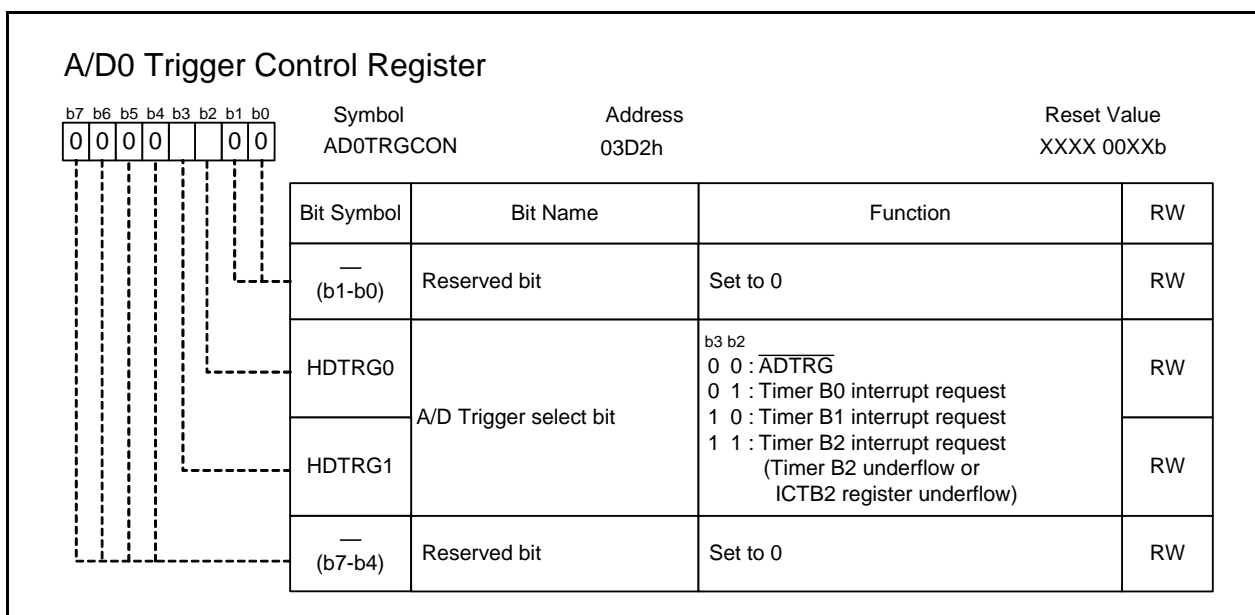 A/D0 Trigger Control Register
b7 b6 b5 b4 b3 b2 b1 b0 Symbol Address Reset Value
0 0 0 0 0 0 AD0TRGCON 03D2h XXXX 00XXb
Bit Symbol Bit Name Function RW
— (b1-b0) Reserved bit Set to 0 RW
b3 b2
HDTRG0 0 0 : ADTRG RW
0 1 : Timer B0 interrupt request
A/D Trigger select bit 1 0 : Timer B1 interrupt request
1 1 : Timer B2 interrupt request
HDTRG1 (Timer B2 underflow or RW
ICTB2 register underflow)
— (b7-b4) Reserved bit Set to 0 RW